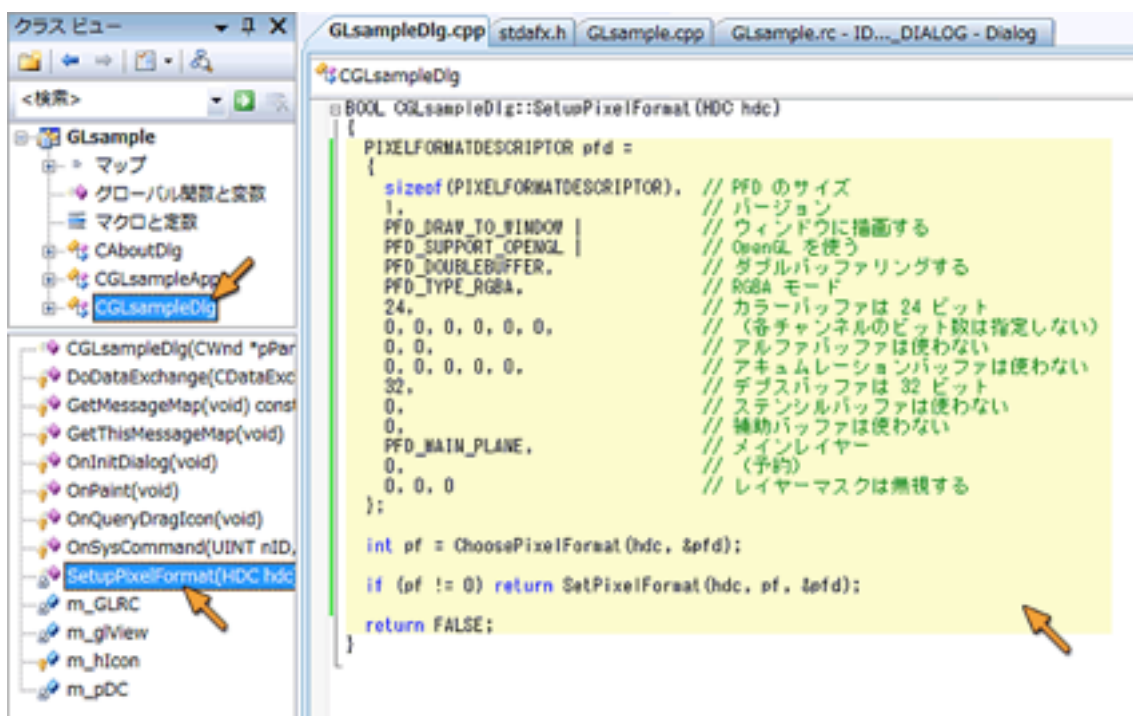 クラス ビュー
<検索>
GLsample
マップ
グローバル関数と変数
マクロと定数
CAboutDlg
CGLsampleApp
CGLsampleDlg
CGLsampleDlg(CWnd *pPar
DoDataExchange(CDataExc
GetMessageMap(void) const
GetThisMessageMap(void)
OnInitDialog(void)
OnPaint(void)
OnQueryDragIcon(void)
OnSysCommand(UINT nID,
SetupPixelFormat(HDC hdc
m_GLRC
m_glView
m_hIcon
m_pDC
GLsampleDlg.cpp stdafx.h GLsample.cpp GLsample.rc - ID..._DIALOG - Dialog
CGLsampleDlg
BOOL CGLsampleDlg::SetupPixelFormat(HDC hdc)
{
PIXELFORMATDESCRIPTOR pfd =
{
sizeof(PIXELFORMATDESCRIPTOR), // PFD のサイズ
1, // バージョン
PFD_DRAW_TO_WINDOW | // ウィンドウに描画する
PFD_SUPPORT_OPENGL | // OpenGL を使う
PFD_DOUBLEBUFFER, // ダブルバッファリングする
PFD_TYPE_RGBA, // RGBA モード
24, // カラーバッファは 24 ビット
0, 0, 0, 0, 0, 0, // (各チャンネルのビット数は指定しない)
0, 0, // アルファバッファは使わない
0, 0, 0, 0, 0, // アキュムレーションバッファは使わない
32, // デプスバッファは 32 ビット
0, // ステンシルバッファは使わない
0, // 補助バッファは使わない
PFD_MAIN_PLANE, // メインレイヤー
0, // (予約)
0, 0, 0 // レイヤーマスクは無視する
};
int pf = ChoosePixelFormat(hdc, &pfd);
if (pf != 0) return SetPixelFormat(hdc, pf, &pfd);
return FALSE;
}